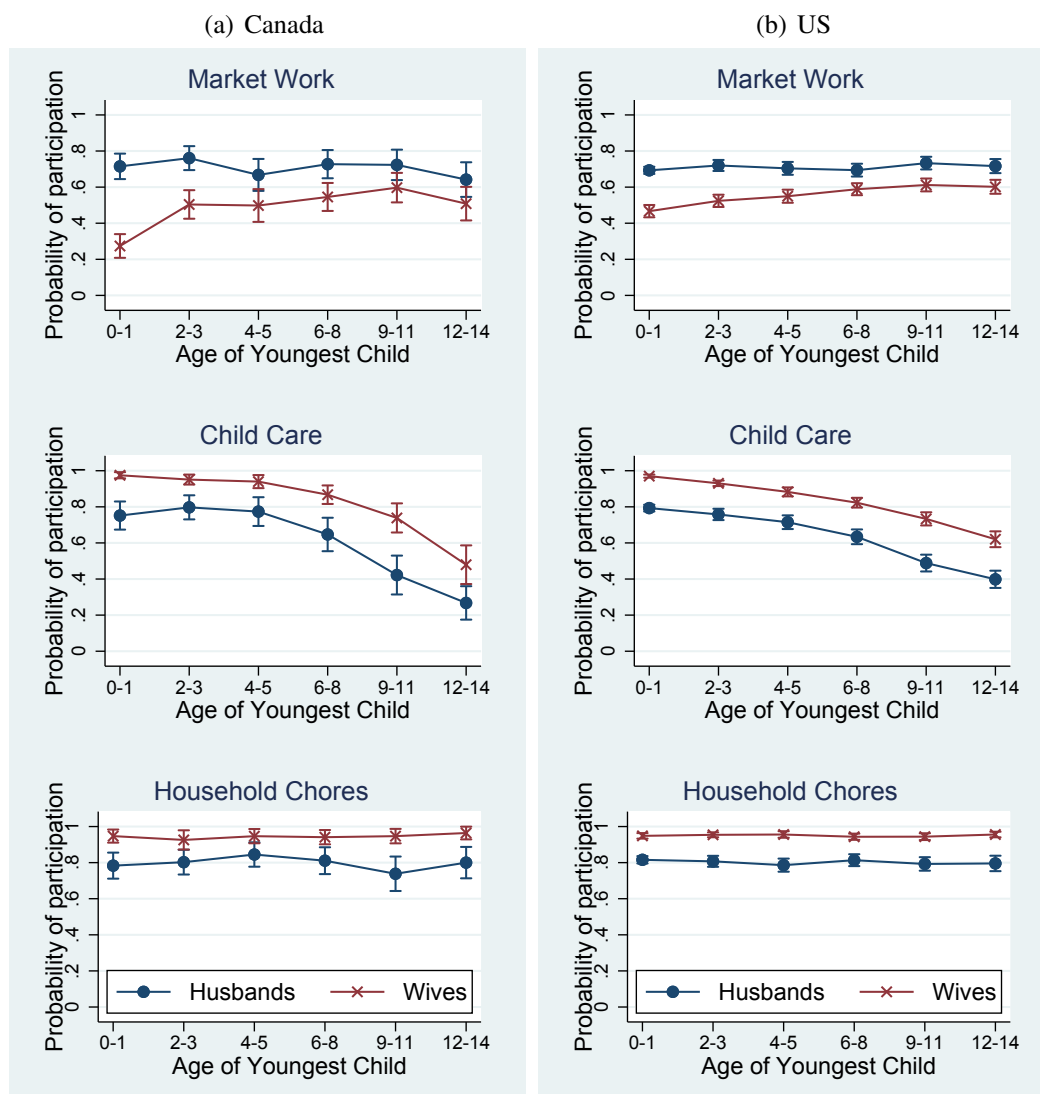 (a) Canada
Market Work
Probability of participation
1
.8
.6
.4
.2
0
0-1 2-3 4-5 6-8 9-11 12-14
Age of Youngest Child
Child Care
Probability of participation
1
.8
.6
.4
.2
0
0-1 2-3 4-5 6-8 9-11 12-14
Age of Youngest Child
Household Chores
Probability of participation
1
.8
.6
.4
.2
0
Husbands Wives
0-1 2-3 4-5 6-8 9-11 12-14
Age of Youngest Child
(b) US
Market Work
Probability of participation
1
.8
.6
.4
.2
0
0-1 2-3 4-5 6-8 9-11 12-14
Age of Youngest Child
Child Care
Probability of participation
1
.8
.6
.4
.2
0
0-1 2-3 4-5 6-8 9-11 12-14
Age of Youngest Child
Household Chores
Probability of participation
1
.8
.6
.4
.2
0
Husbands Wives
0-1 2-3 4-5 6-8 9-11 12-14
Age of Youngest Child